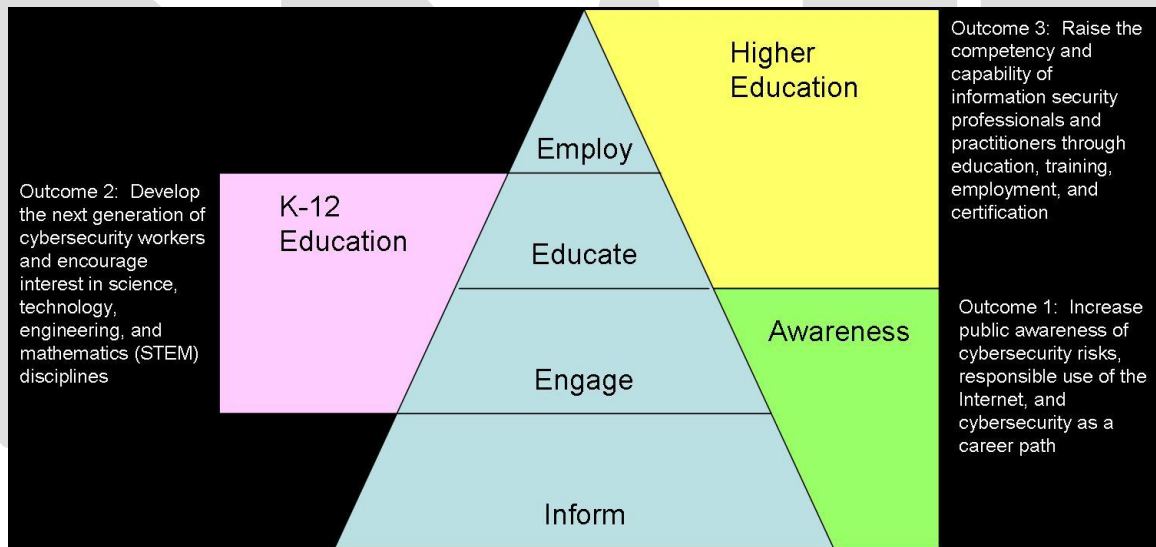 Higher
Education
Outcome 3: Raise the
competency and
capability of
information security
professionals and
practitioners through
education, training,
employment, and
certification
Employ
Outcome 2: Develop
the next generation of
cybersecurity workers
and encourage
interest in science,
technology,
engineering, and
mathematics (STEM)
disciplines
K-12
Education
Educate
Awareness
Outcome 1: Increase
public awareness of
cybersecurity risks,
responsible use of the
Internet, and
cybersecurity as a
career path
Engage
Inform